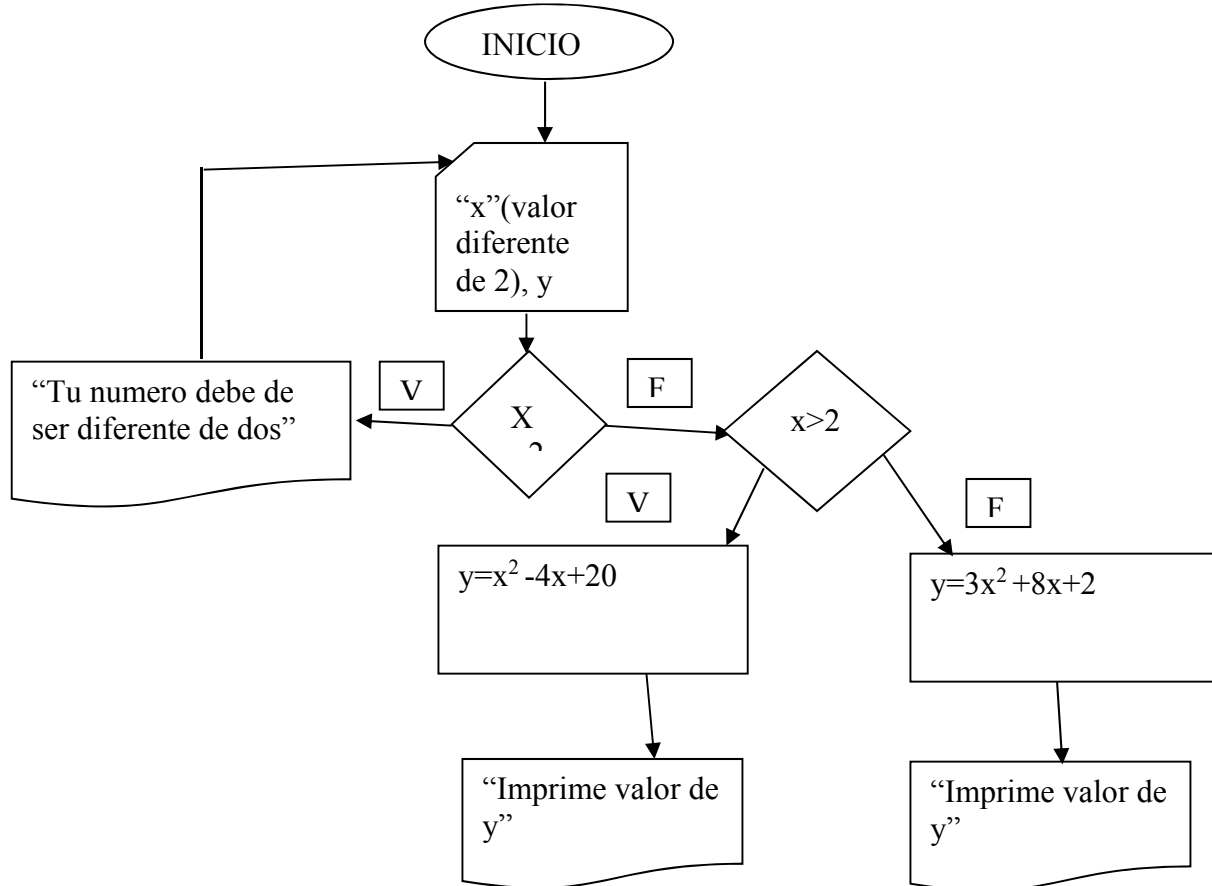 INICIO
“x”(valor
diferente
de 2), y
“Tu numero debe de
ser diferente de dos”
V
X
F
x>2
V
F
y=x² -4x+20
y=3x² +8x+2
“Imprime valor de
y”
“Imprime valor de
y”